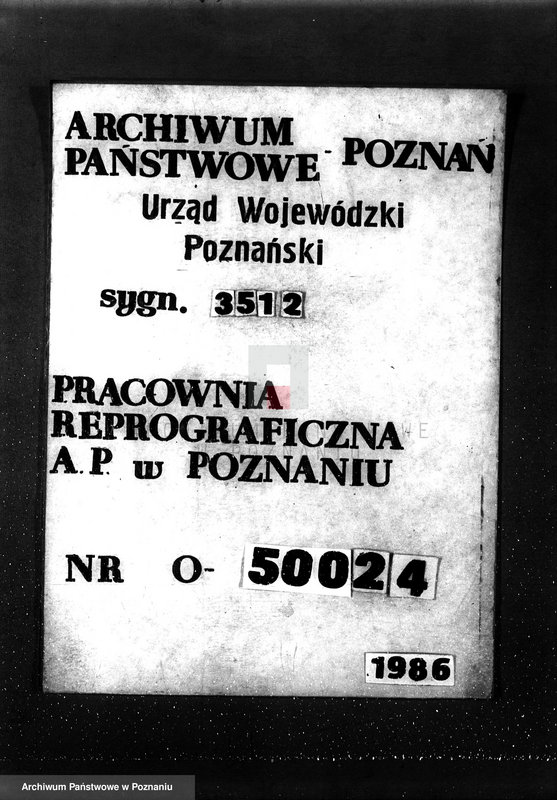 ARCHIWUM
PAŃSTWOWE - POZNAŃ
Urząd Wojewódzki
Poznański
sygn. 3512
PRACOWNIA
REPROGRAFICZNA
A.P. w POZNANIU
NR O- 50024
1986
Archiwum Państwowe w Poznaniu